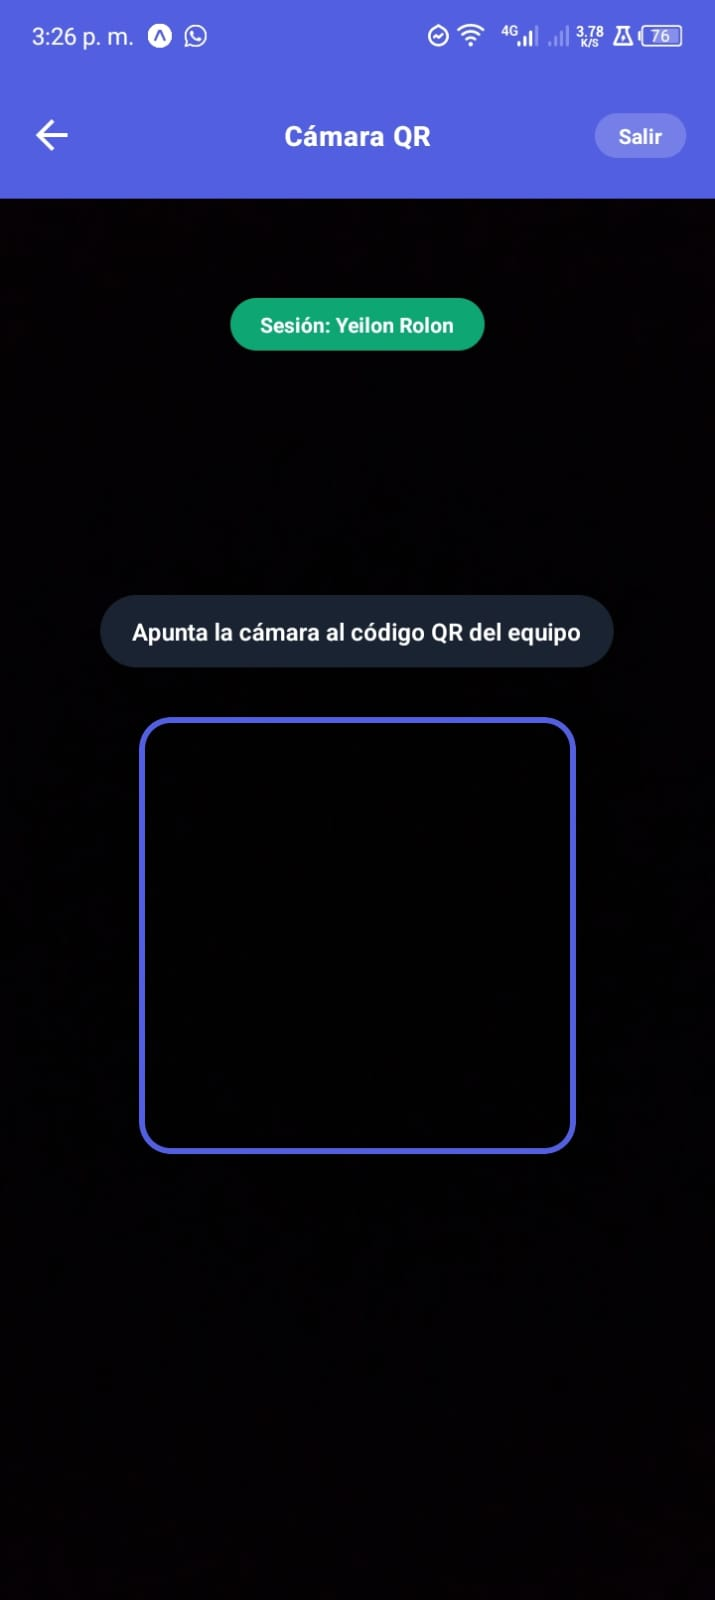 3:26 p. m. 4G 3.78 K/S 76
Cámara QR
Salir
Sesión: Yeilon Rolon
Apunta la cámara al código QR del equipo